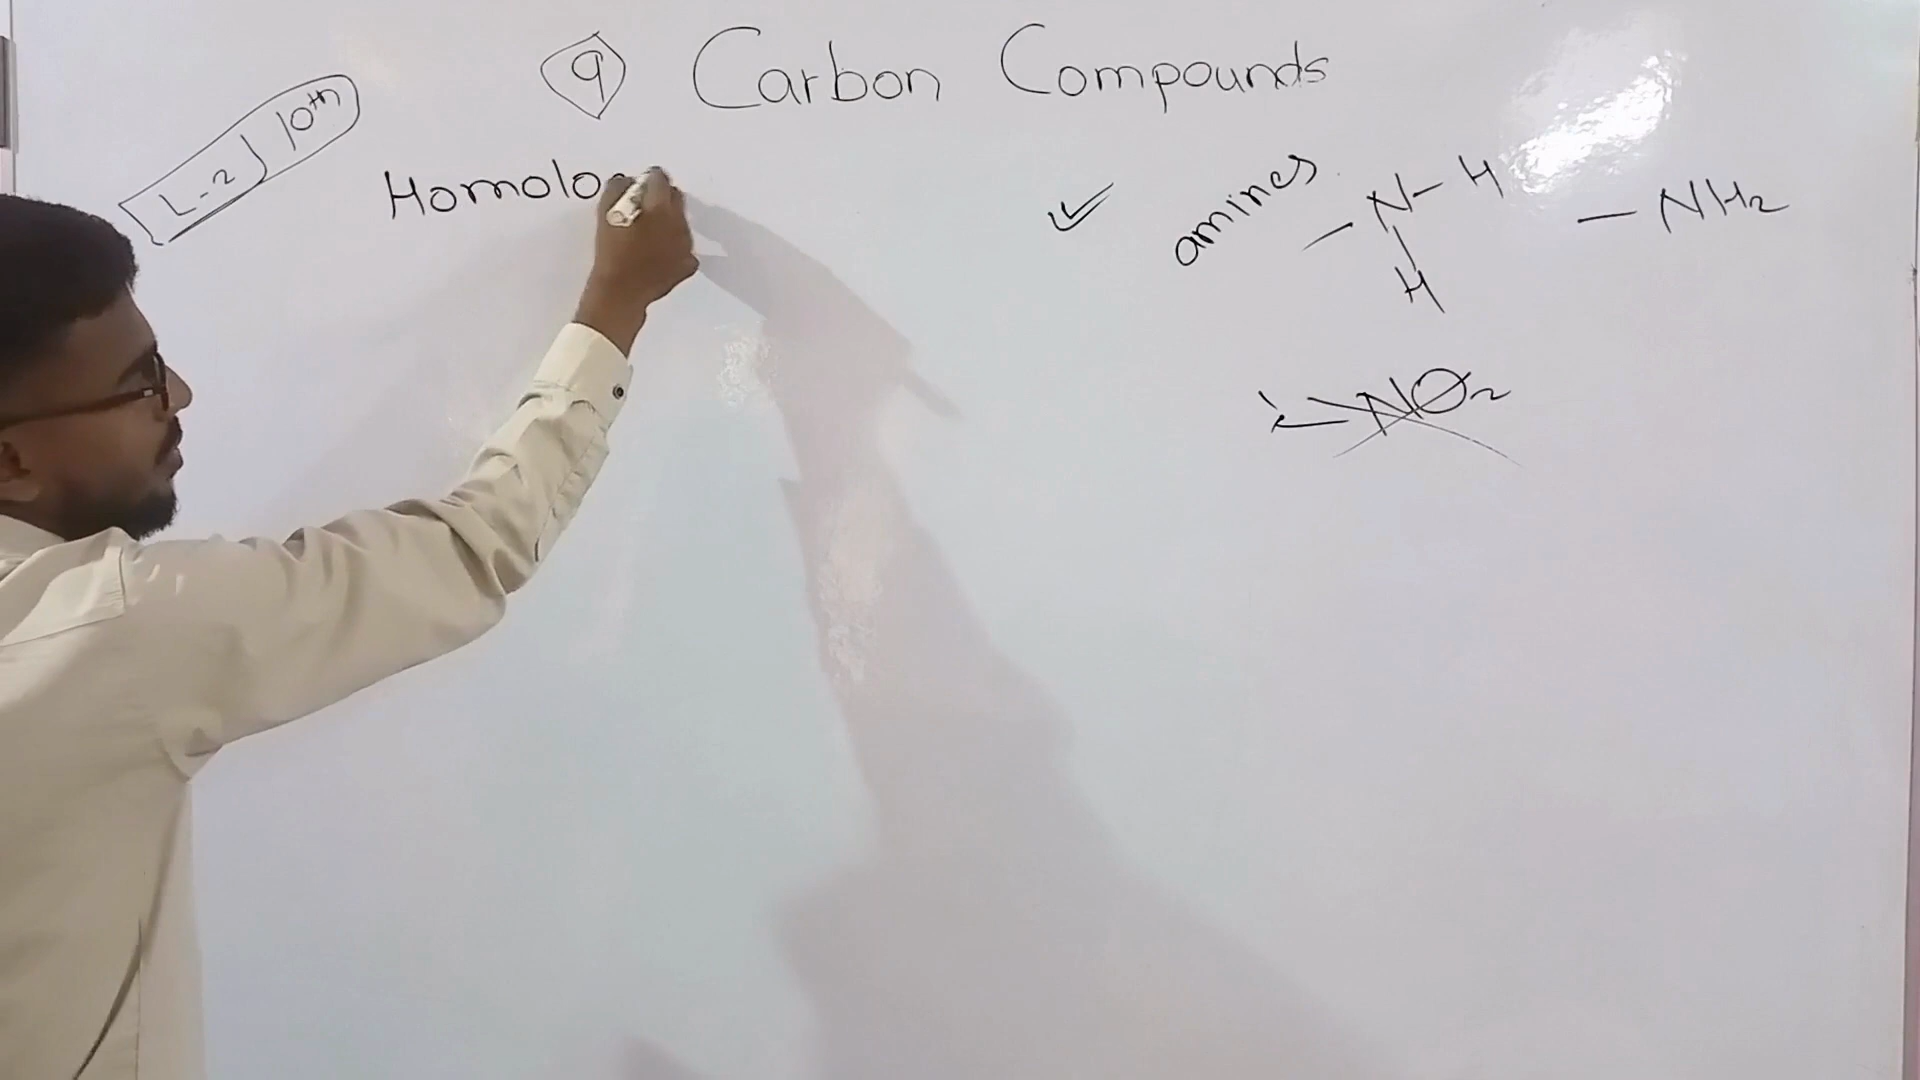 9 Carbon Compounds
L-2 10th
Homolo
amines -N-H -NH2
H
-NO2